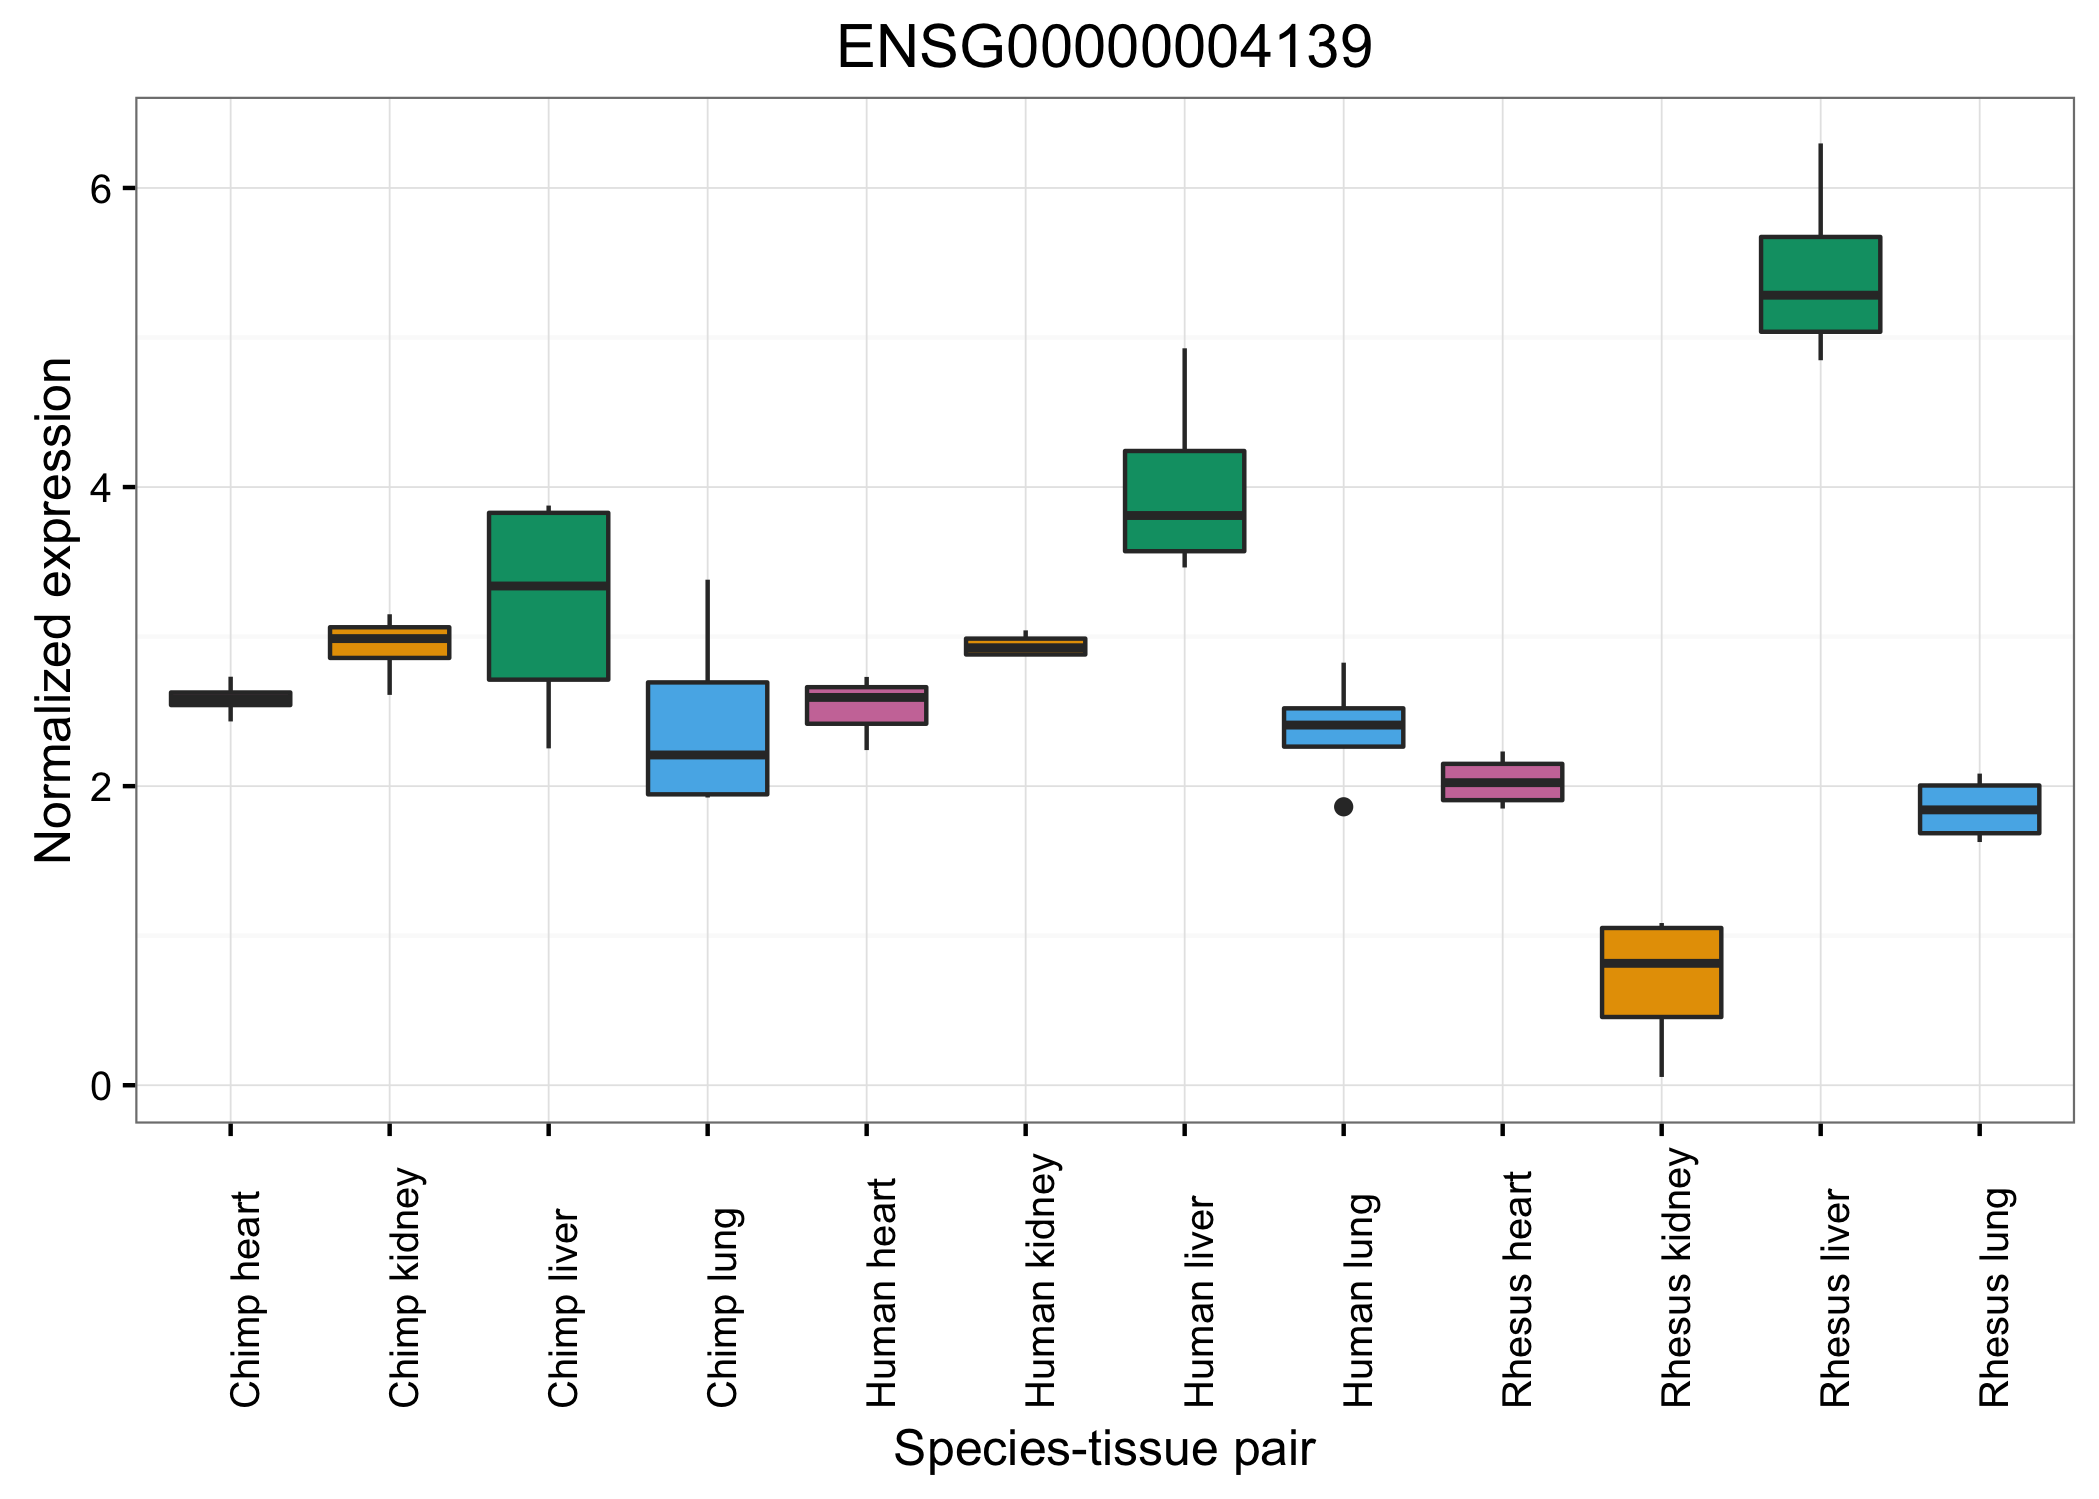 ENSG00000004139
Normalized expression
6
4
2
0
Chimp heart
Chimp kidney
Chimp liver
Chimp lung
Human heart
Human kidney
Human liver
Human lung
Rhesus heart
Rhesus kidney
Rhesus liver
Rhesus lung
Species-tissue pair